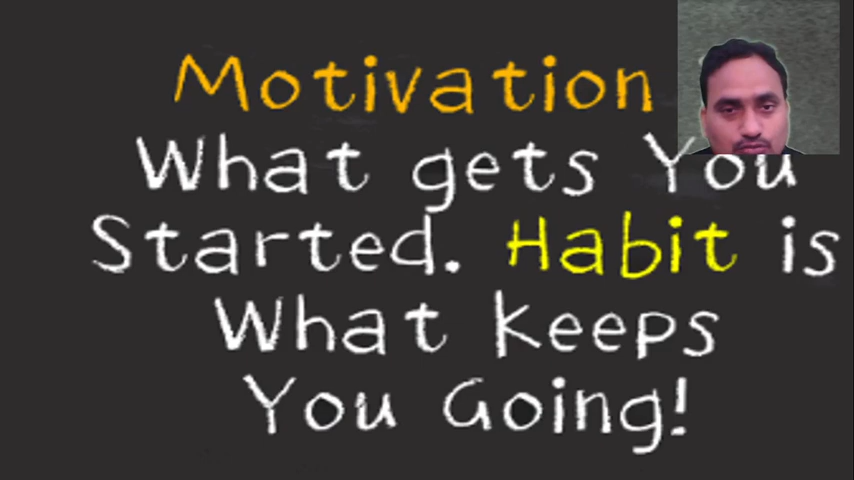 Motivation
What gets You
Started. Habit is
What keeps
You Going!